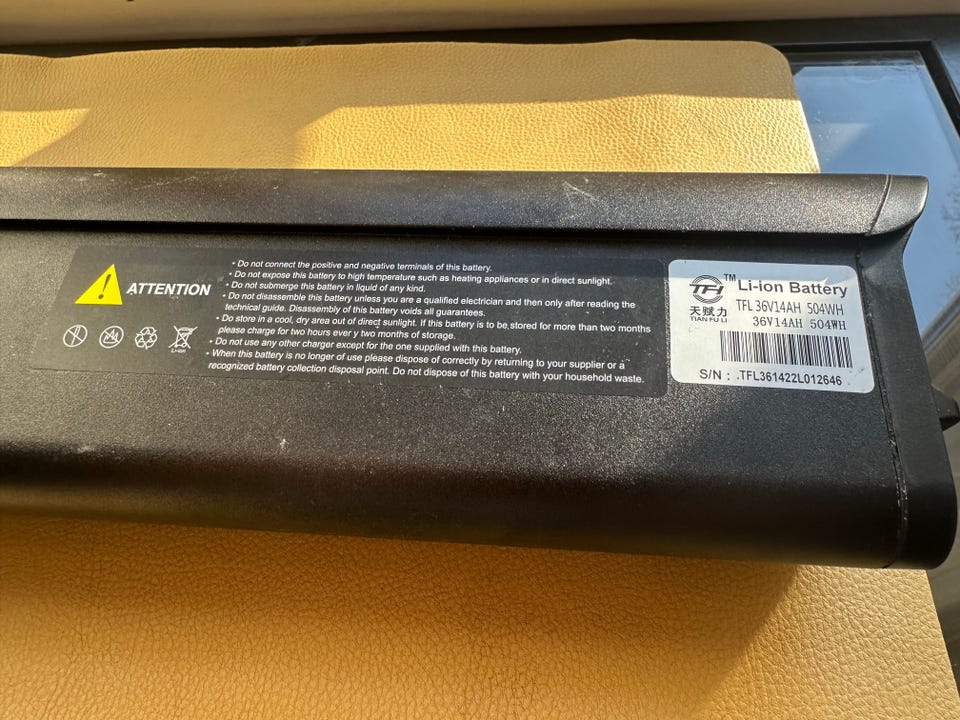 ATTENTION
• Do not connect the positive and negative terminals of this battery.
• Do not expose this battery to high temperature such as heating appliances or in direct sunlight.
• Do not submerge this battery in liquid of any kind.
• Do not disassemble this battery unless you are a qualified electrician and then only after reading the
technical guide. Disassembly of this battery voids all guarantees.
• Do store in a cool, dry area out of direct sunlight. If this battery is to be stored for more than two months
please charge for two hours ever y two months of storage.
• Do not use any other charger except for the one supplied with this battery.
• When this battery is no longer of use please dispose of correctly by returning to your supplier or a
recognized battery collection disposal point. Do not dispose of this battery with your household waste.
Li-ion
TFL TM
天赋力
TIAN FU LI
Li-ion Battery
TFL 36V14AH 504WH
36V14AH 504WH
S/N : .TFL361422L012646